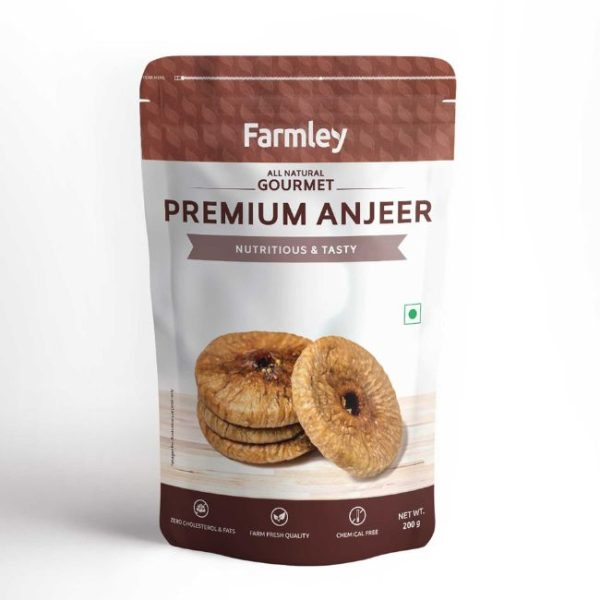 Farmley
ALL NATURAL
GOURMET
PREMIUM ANJEER
NUTRITIOUS & TASTY
ZERO CHOLESTEROL & FATS
FARM FRESH QUALITY
CHEMICAL FREE
NET WT.
200 g